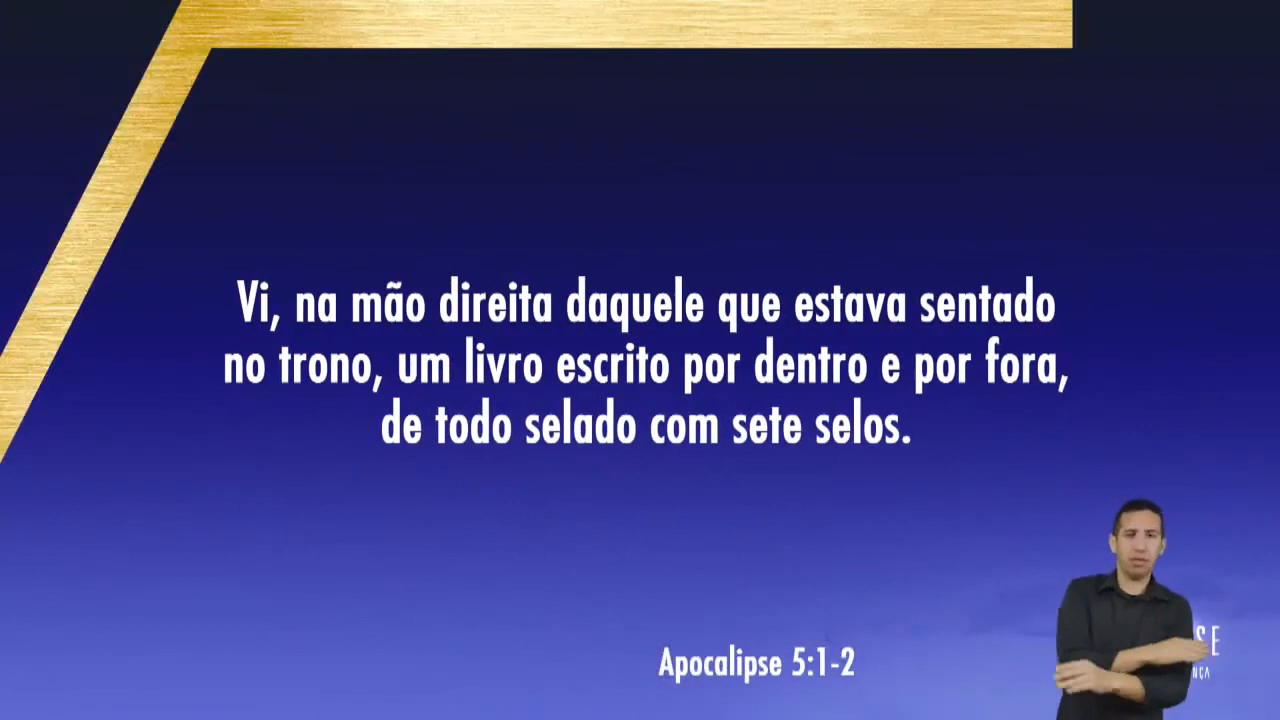 Vi, na mão direita daquele que estava sentado
no trono, um livro escrito por dentro e por fora,
de todo selado com sete selos.
Apocalipse 5:1-2